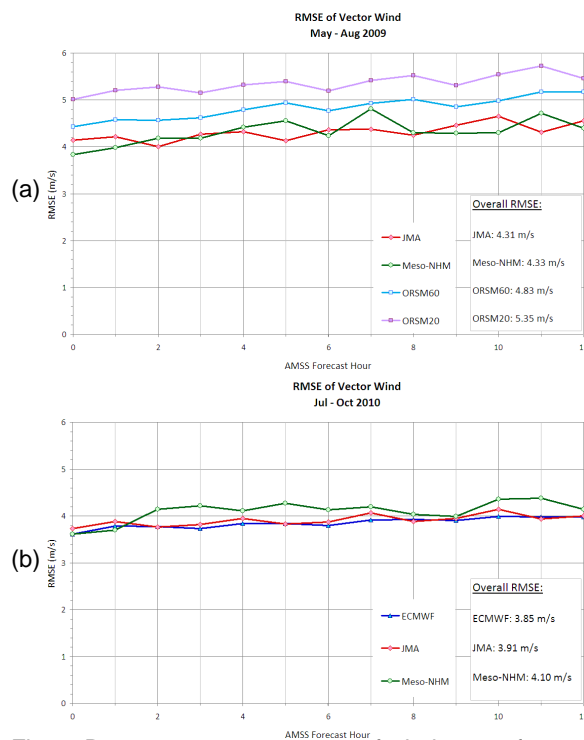 RMSE of Vector Wind
May - Aug 2009
(a)
RMSE (m/s)
6
5
4
3
2
1
0
JMA
Meso-NHM
ORSM60
ORSM20
Overall RMSE:
JMA: 4.31 m/s
Meso-NHM: 4.33 m/s
ORSM60: 4.83 m/s
ORSM20: 5.35 m/s
0 2 4 6 8 10
AMSS Forecast Hour
RMSE of Vector Wind
Jul - Oct 2010
(b)
RMSE (m/s)
6
5
4
3
2
1
0
ECMWF
JMA
Meso-NHM
Overall RMSE:
ECMWF: 3.85 m/s
JMA: 3.91 m/s
Meso-NHM: 4.10 m/s
0 2 4 6 8 10
AMSS Forecast Hour